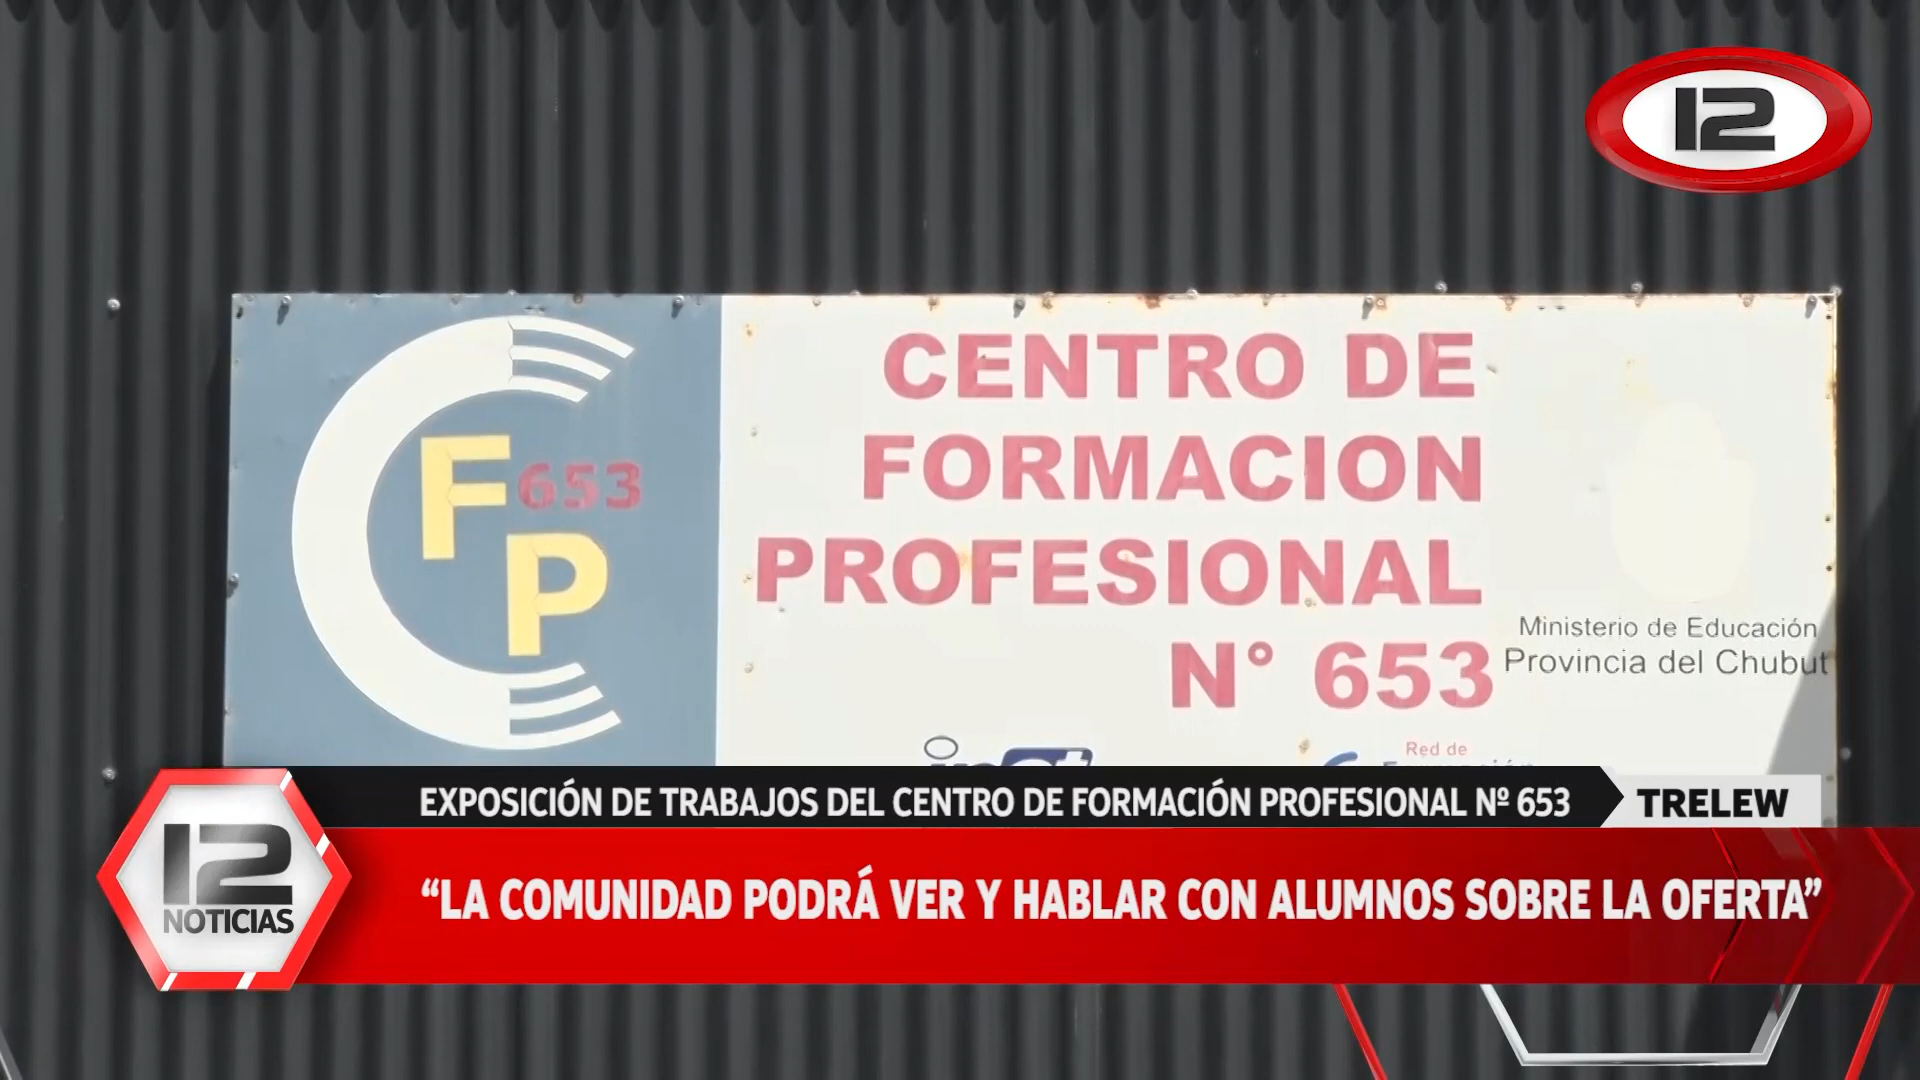 12
CENTRO DE
FORMACION
PROFESIONAL
N° 653
F 653
P
Ministerio de Educación
Provincia del Chubut
Red de
EXPOSICIÓN DE TRABAJOS DEL CENTRO DE FORMACIÓN PROFESIONAL Nº 653
TRELEW
12
NOTICIAS
“LA COMUNIDAD PODRÁ VER Y HABLAR CON ALUMNOS SOBRE LA OFERTA”